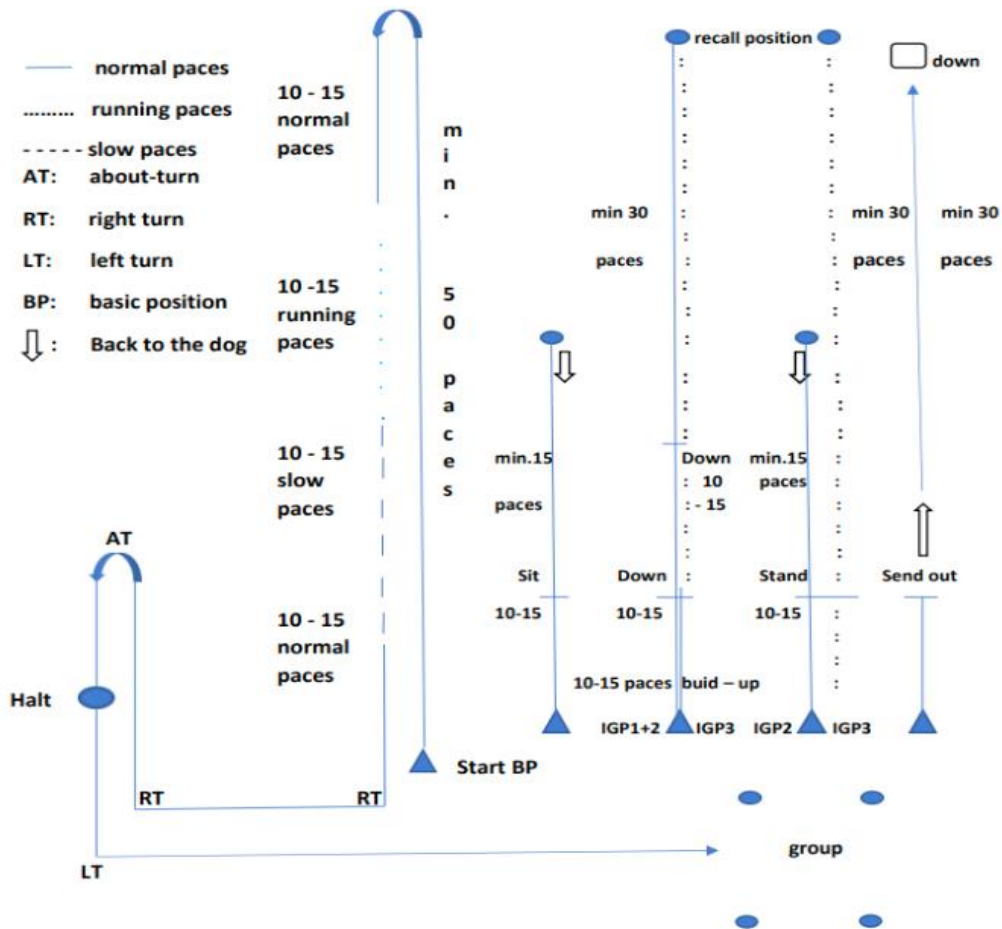 normal paces
......... running paces
- - - - - slow paces
AT: about-turn
RT: right turn
LT: left turn
BP: basic position
: Back to the dog
10 - 15
normal
paces
10 -15
running
paces
10 - 15
slow
paces
10 - 15
normal
paces
m
i
n
.
5
0
p
a
c
e
s
AT
Halt
RT
RT
LT
Start BP
recall position
down
min 30
paces
min 30
paces
min 30
paces
min.15
paces
Down
: 10
: - 15
min.15
paces
Sit
Down
Stand
Send out
10-15
10-15
10-15
10-15 paces buid – up
IGP1+2
IGP3
IGP2
IGP3
group